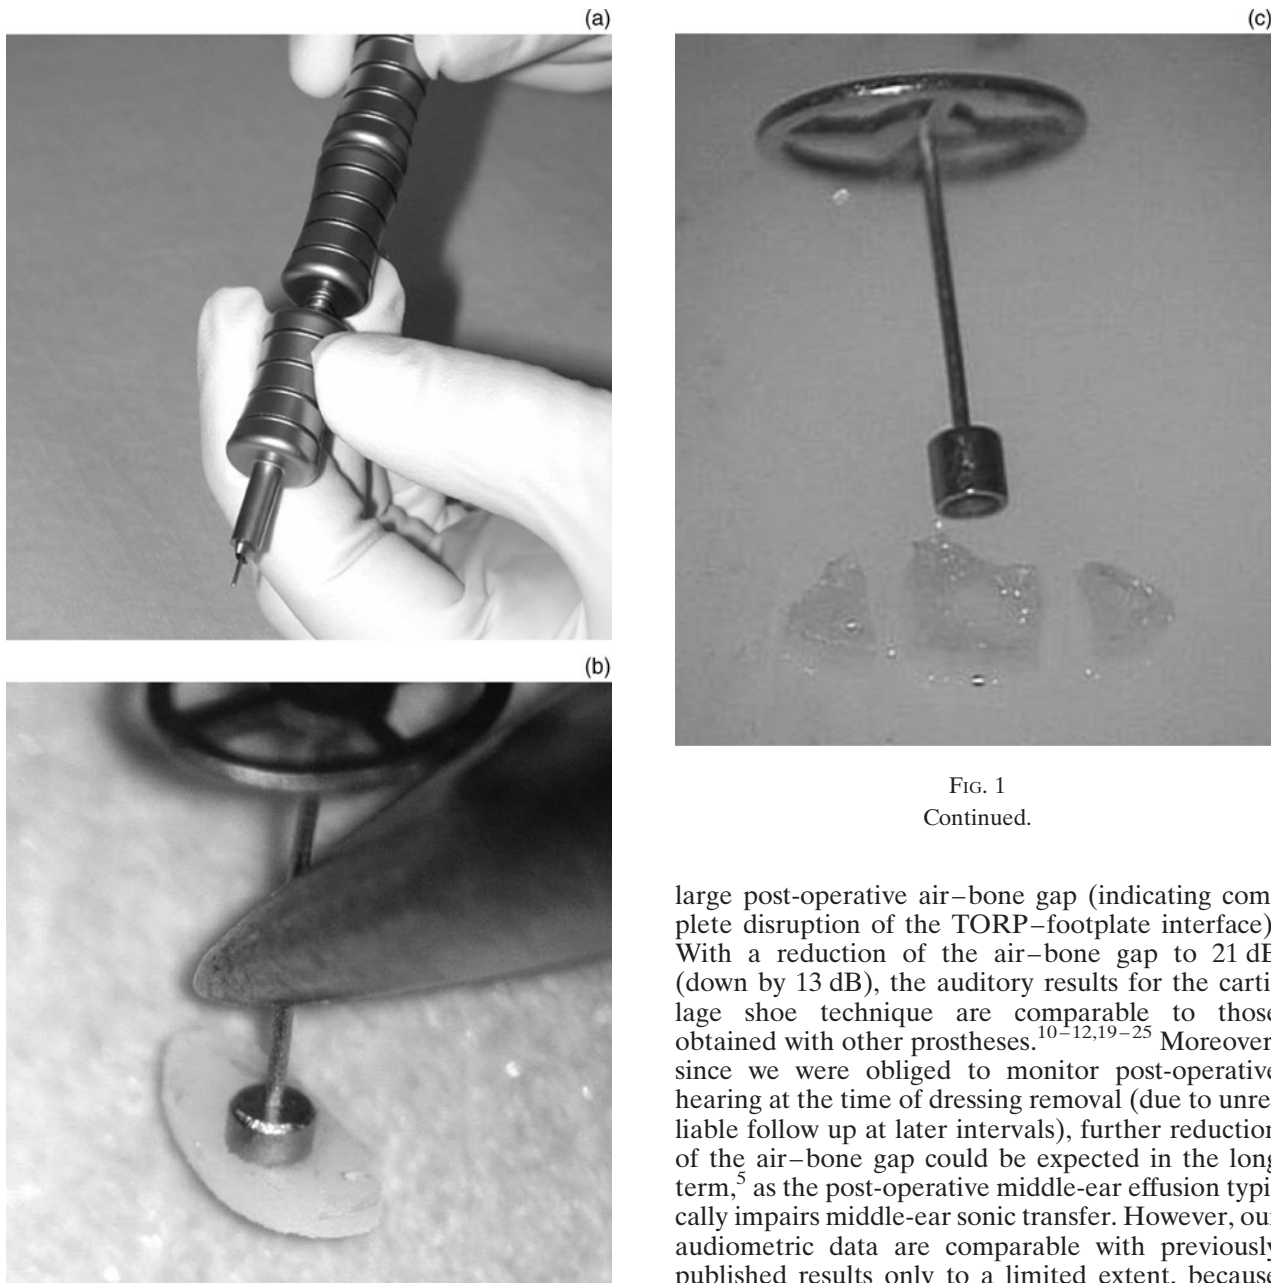 (a)
(b)
(c)
FIG. 1
Continued.
large post-operative air–bone gap (indicating com
plete disruption of the TORP–footplate interface)
With a reduction of the air–bone gap to 21 dB
(down by 13 dB), the auditory results for the carti
lage shoe technique are comparable to those
obtained with other prostheses.10–12,19–25 Moreover
since we were obliged to monitor post-operative
hearing at the time of dressing removal (due to unre
liable follow up at later intervals), further reduction
of the air–bone gap could be expected in the long
term,5 as the post-operative middle-ear effusion typi
cally impairs middle-ear sonic transfer. However, our
audiometric data are comparable with previously
published results only to a limited extent, because